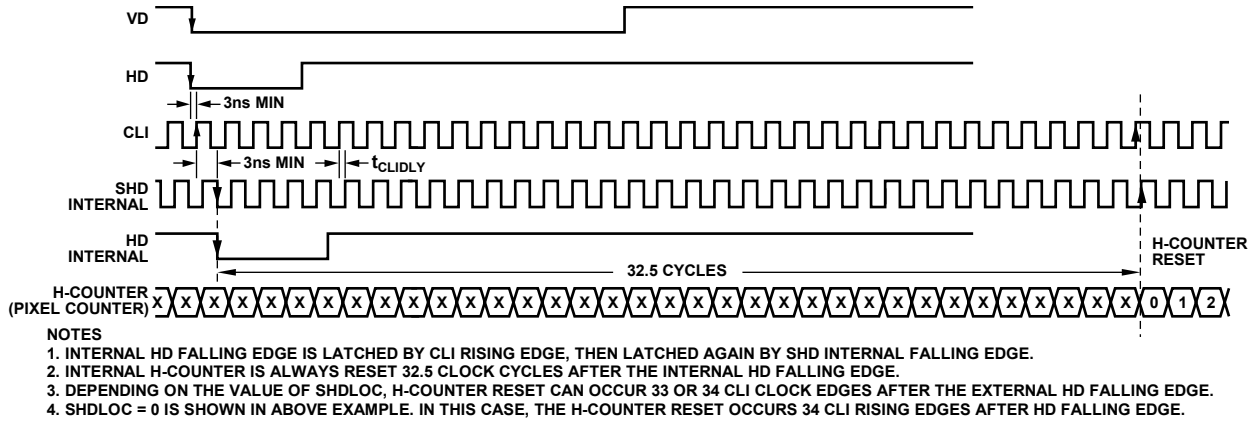 VD
HD
3ns MIN
CLI
3ns MIN
tCLIDLY
SHD
INTERNAL
HD
INTERNAL
H-COUNTER
RESET
32.5 CYCLES
H-COUNTER
(PIXEL COUNTER)
X X X X X X X X X X X X X X X X X X X X X X X X X X X X X X X X X X X 0 1 2
NOTES
1. INTERNAL HD FALLING EDGE IS LATCHED BY CLI RISING EDGE, THEN LATCHED AGAIN BY SHD INTERNAL FALLING EDGE.
2. INTERNAL H-COUNTER IS ALWAYS RESET 32.5 CLOCK CYCLES AFTER THE INTERNAL HD FALLING EDGE.
3. DEPENDING ON THE VALUE OF SHDLOC, H-COUNTER RESET CAN OCCUR 33 OR 34 CLI CLOCK EDGES AFTER THE EXTERNAL HD FALLING EDGE.
4. SHDLOC = 0 IS SHOWN IN ABOVE EXAMPLE. IN THIS CASE, THE H-COUNTER RESET OCCURS 34 CLI RISING EDGES AFTER HD FALLING EDGE.